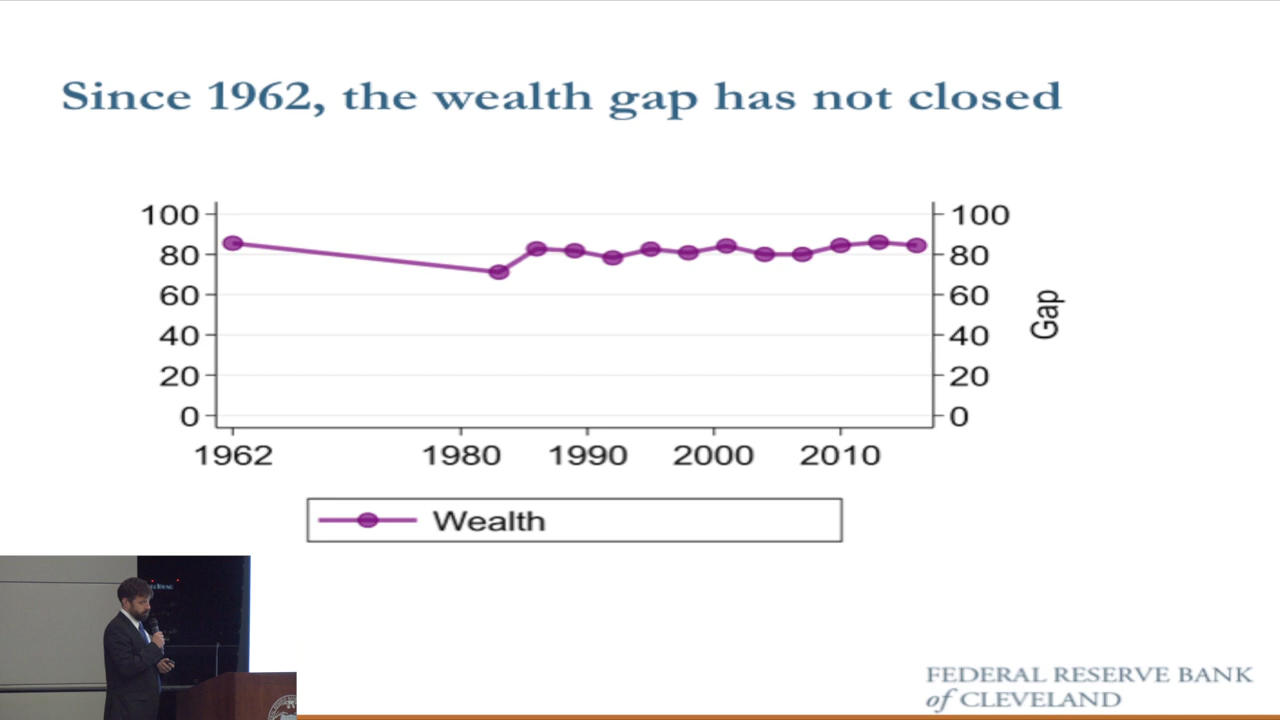 Since 1962, the wealth gap has not closed
100
80
60
40
20
0
100
80
60
40
20
0
Gap
1962 1980 1990 2000 2010
Wealth
FEDERAL RESERVE BANK
of CLEVELAND